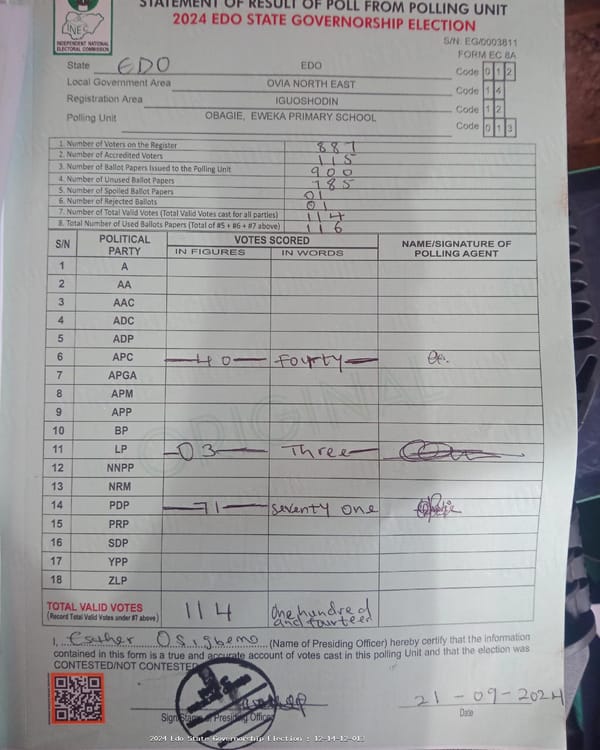 STATEMENT OF RESULT OF POLL FROM POLLING UNIT
2024 EDO STATE GOVERNORSHIP ELECTION
INEC
INDEPENDENT NATIONAL ELECTORAL COMMISSION
S/N: EG/0003811
FORM EC 8A
State EDO EDO Code 0 1 2
Local Government Area OVIA NORTH EAST Code 1 4
Registration Area IGUOSHODIN Code 1 2
Polling Unit OBAGIE, EWEKA PRIMARY SCHOOL Code 0 1 3
1. Number of Voters on the Register 887
2. Number of Accredited Voters 115
3. Number of Ballot Papers Issued to the Polling Unit 900
4. Number of Unused Ballot Papers 785
5. Number of Spoiled Ballot Papers 01
6. Number of Rejected Ballots 01
7. Number of Total Valid Votes (Total Valid Votes cast for all parties) 114
8. Total Number of Used Ballots Papers (Total of #5 + #6 + #7 above) 116
S/N POLITICAL PARTY VOTES SCORED NAME/SIGNATURE OF POLLING AGENT
IN FIGURES IN WORDS
1 A
2 AA
3 AAC
4 ADC
5 ADP
6 APC 40 Fourty
7 APGA
8 APM
9 APP
10 BP
11 LP 03 Three
12 NNPP
13 NRM
14 PDP 71 seventy one
15 PRP
16 SDP
17 YPP
18 ZLP
ORIGINAL
TOTAL VALID VOTES 114 One hundred and fourteen
(Record Total Valid Votes under #7 above)
I, Esther Osigbemo (Name of Presiding Officer) hereby certify that the information
contained in this form is a true and accurate account of votes cast in this polling Unit and that the election was
CONTESTED/NOT CONTESTED
21-09-2024
Signature of Presiding Officer Date
2024 Edo State Governorship Election : 12-14-12-013